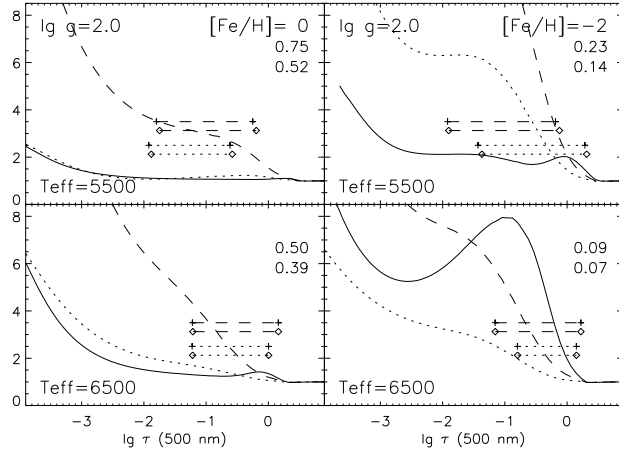 lg g=2.0 [Fe/H]= 0
0.75
0.52
8
6
4
2
Teff=5500
lg g=2.0 [Fe/H]=−2
0.23
0.14
Teff=5500
0.50
0.39
8
6
4
2
0
Teff=6500
0.09
0.07
Teff=6500
−3 −2 −1 0
lg τ (500 nm)
−3 −2 −1 0
lg τ (500 nm)